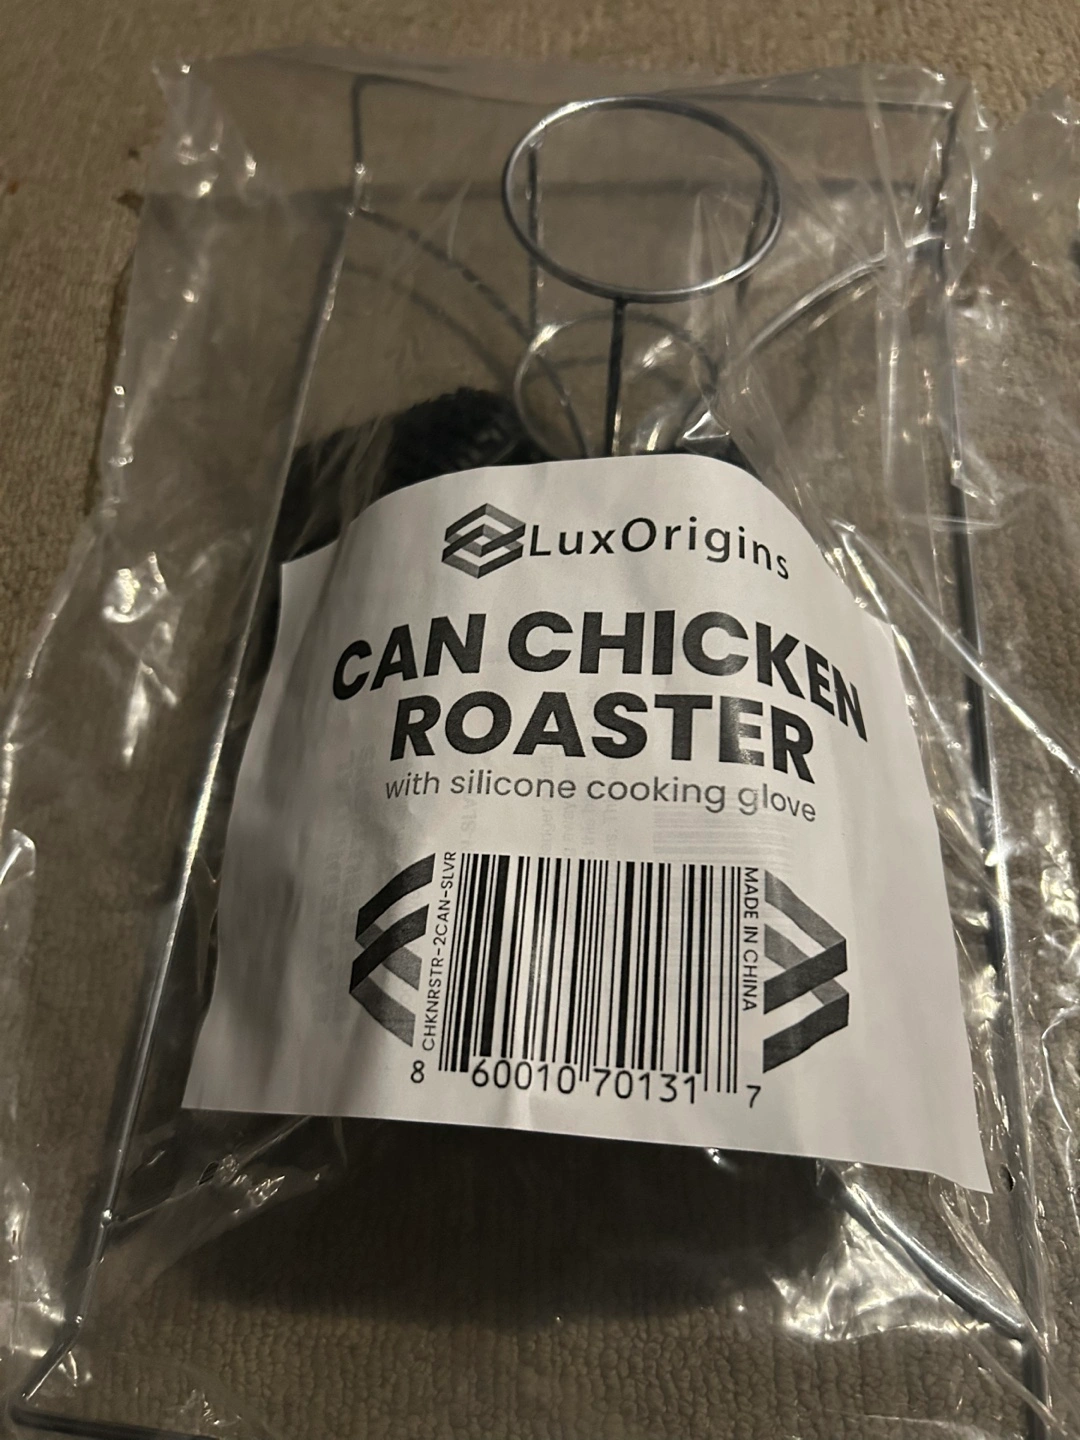 LuxOrigins
CAN CHICKEN
ROASTER
with silicone cooking glove
CHKNRSTR-2CAN-SLVR
MADE IN CHINA
8 60010 70131 7